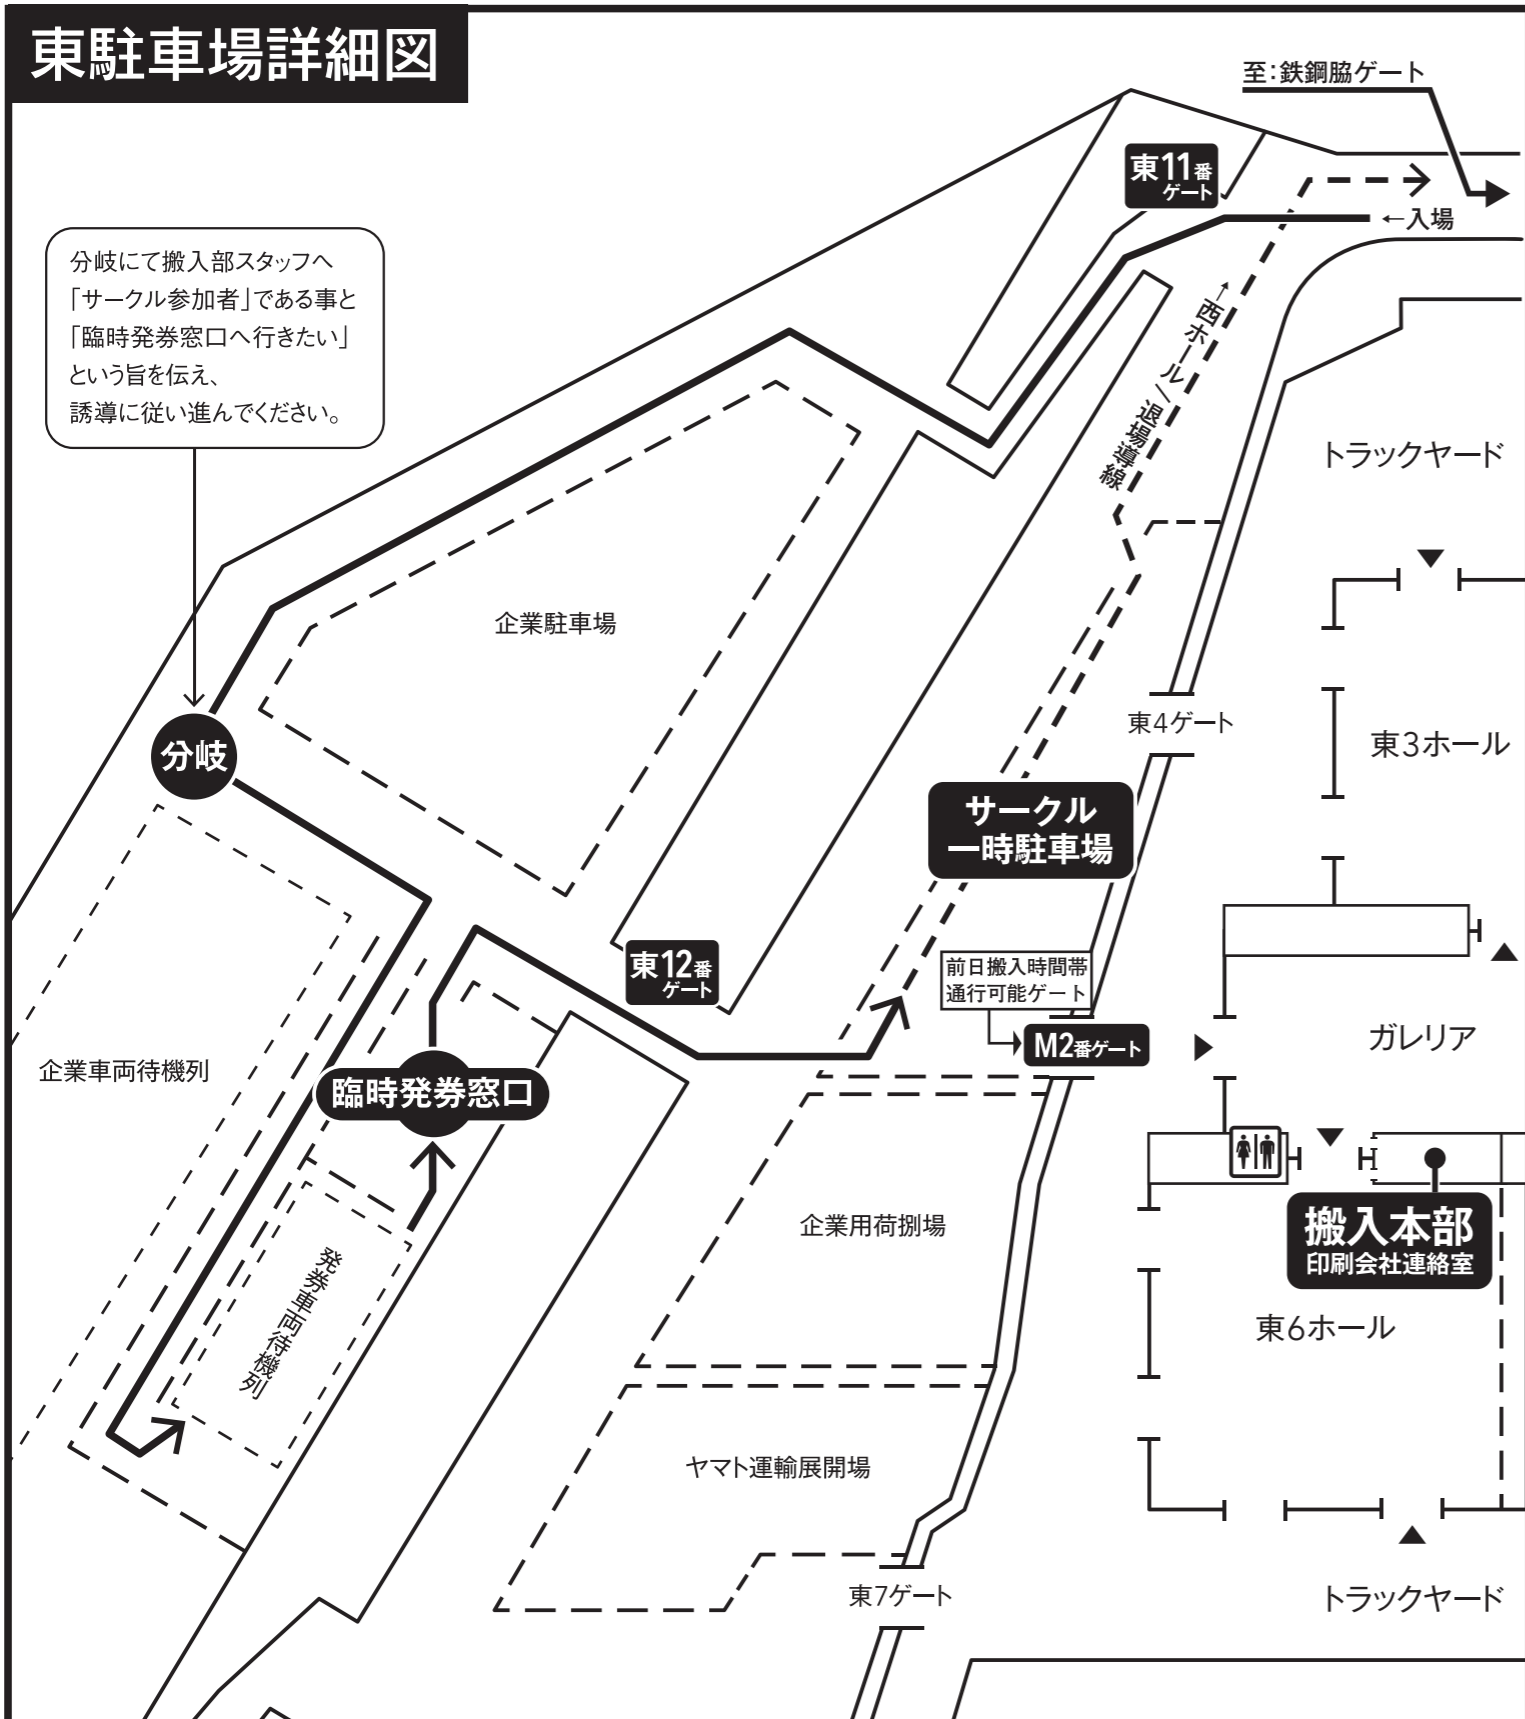 東駐車場詳細図
至：鉄鋼脇ゲート
東11番
ゲート
←入場
分岐にて搬入部スタッフへ
「サークル参加者」である事と
「臨時発券窓口へ行きたい」
という旨を伝え、
誘導に従い進んでください。
→西ホール/退場導線
トラックヤード
企業駐車場
東4ゲート
東3ホール
分岐
サークル
一時駐車場
東12番
ゲート
前日搬入時間帯
通行可能ゲート
M2番ゲート
ガレリア
企業車両待機列
臨時発券窓口
企業用荷捌場
搬入本部
印刷会社連絡室
発券車両待機列
東6ホール
ヤマト運輸展開場
東7ゲート
トラックヤード